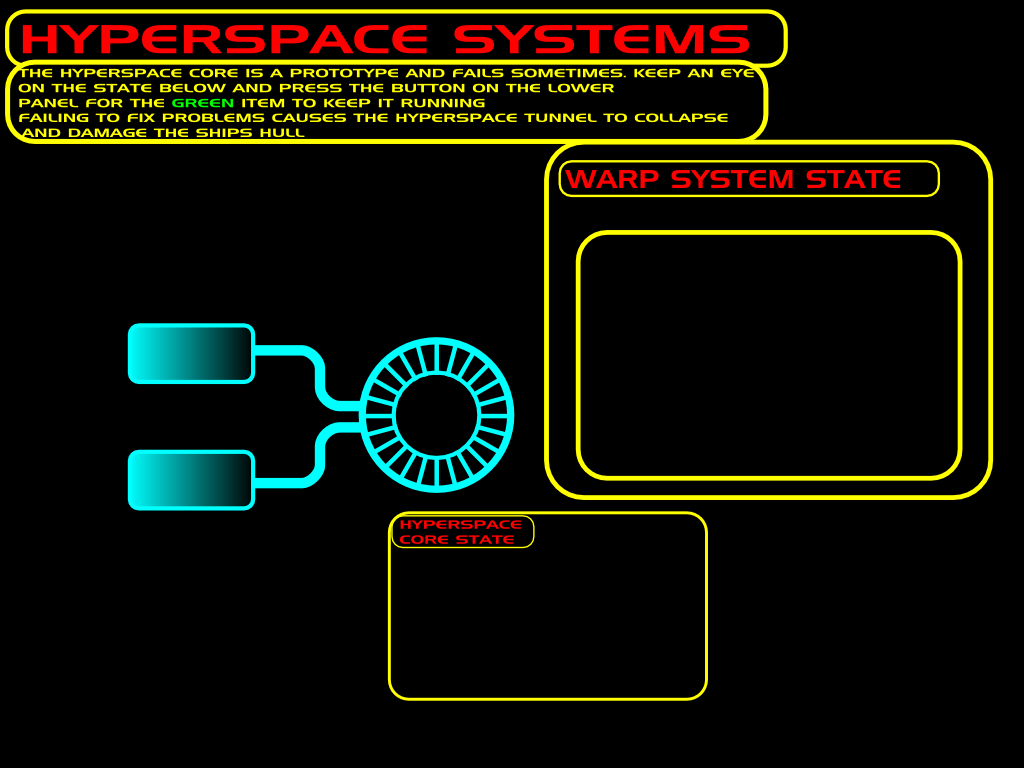 HYPERSPACE SYSTEMS
THE HYPERSPACE CORE IS A PROTOTYPE AND FAILS SOMETIMES. KEEP AN EYE
ON THE STATE BELOW AND PRESS THE BUTTON ON THE LOWER
PANEL FOR THE GREEN ITEM TO KEEP IT RUNNING
FAILING TO FIX PROBLEMS CAUSES THE HYPERSPACE TUNNEL TO COLLAPSE
AND DAMAGE THE SHIPS HULL
WARP SYSTEM STATE
HYPERSPACE
CORE STATE